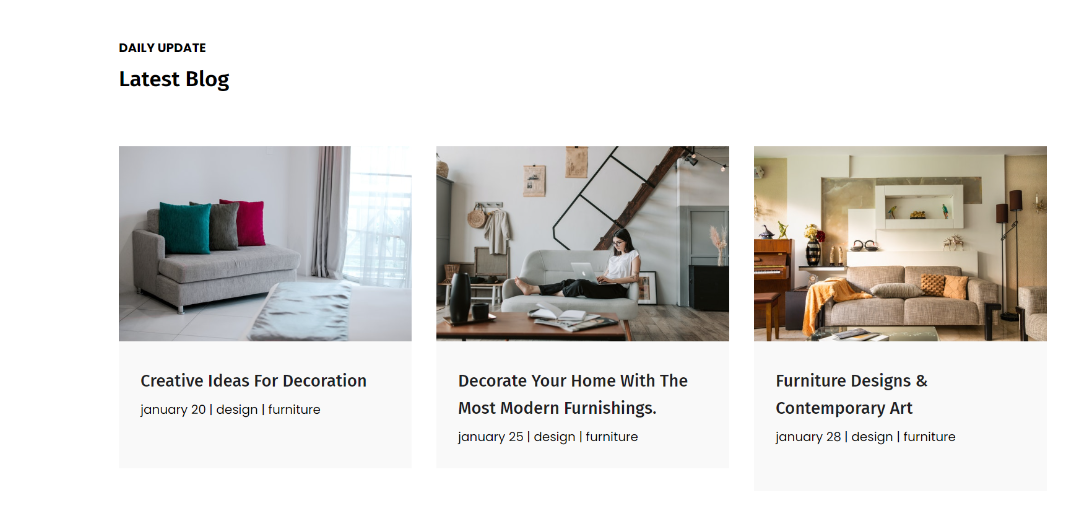 DAILY UPDATE
Latest Blog
Creative Ideas For Decoration
january 20 | design | furniture
Decorate Your Home With The
Most Modern Furnishings.
january 25 | design | furniture
Furniture Designs &
Contemporary Art
january 28 | design | furniture